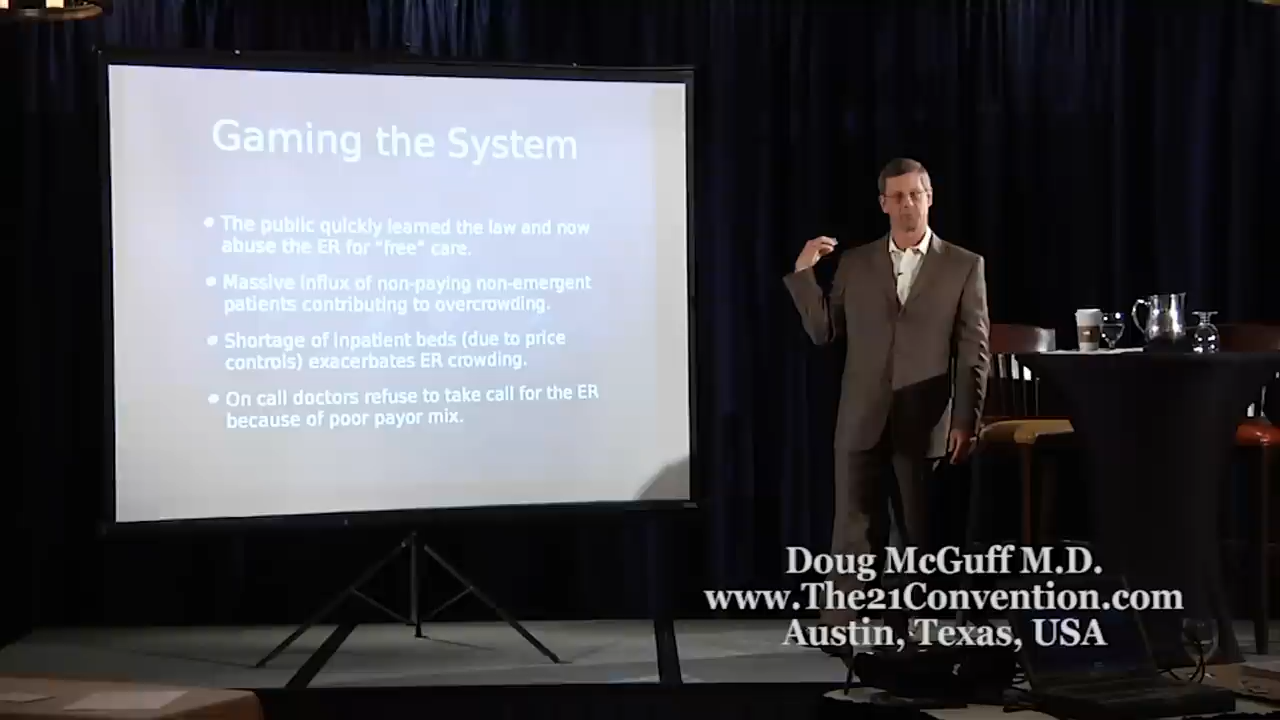 Gaming the System
The public quickly learned the law and now
abuse the ER for "free" care.
Massive influx of non-paying non-emergent
patients contributing to overcrowding.
Shortage of inpatient beds (due to price
controls) exacerbates ER crowding.
On call doctors refuse to take call for the ER
because of poor payor mix.
Doug McGuff M.D.
www.The21Convention.com
Austin, Texas, USA